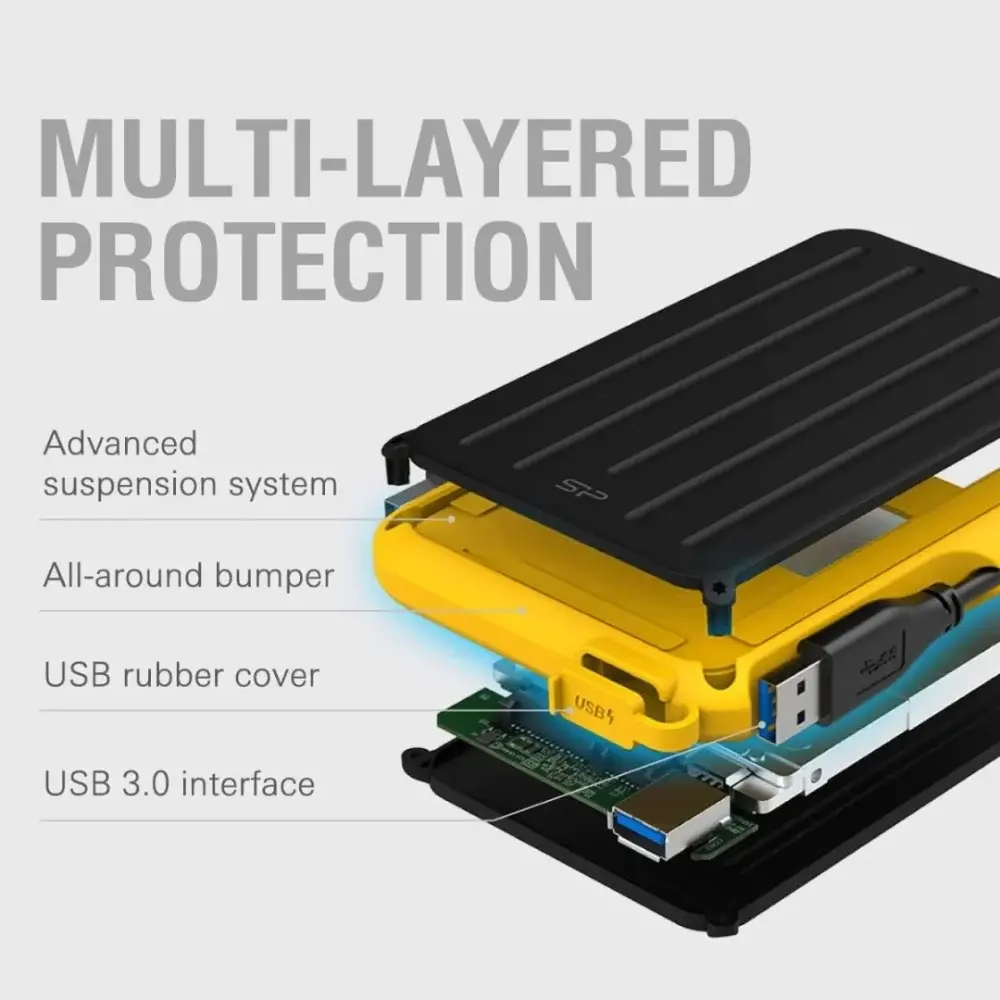 MULTI-LAYERED
PROTECTION
Advanced
suspension system
All-around bumper
USB rubber cover
USB 3.0 interface
SP
USB